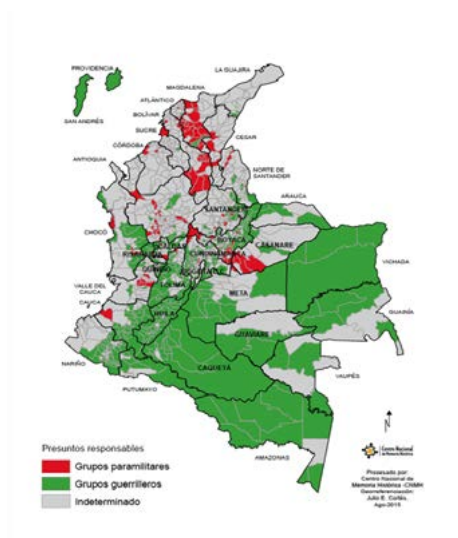 PROVIDENCIA
LA GUAJIRA
MAGDALENA
ATLÁNTICO
SAN ANDRÉS
BOLÍVAR
SUCRE
CESAR
CÓRDOBA
ANTIOQUIA
NORTE DE
SANTANDER
SANTANDER
ARAUCA
CHOCÓ
BOYACÁ
CASANARE
CUNDINAMARCA
VICHADA
VALLE DEL
CAUCA
TOLIMA
META
CAUCA
GUAINÍA
HUILA
GUAVIARE
NARIÑO
CAQUETÁ
VAUPÉS
PUTUMAYO
AMAZONAS
N
Presuntos responsables
Grupos paramilitares
Grupos guerrilleros
Indeterminado
Centro Nacional
de Memoria Histórica
Procesado por:
Centro Nacional de
Memoria Histórica -CNMH
Georreferenciación:
Julio E. Cortés.
Ago-2015